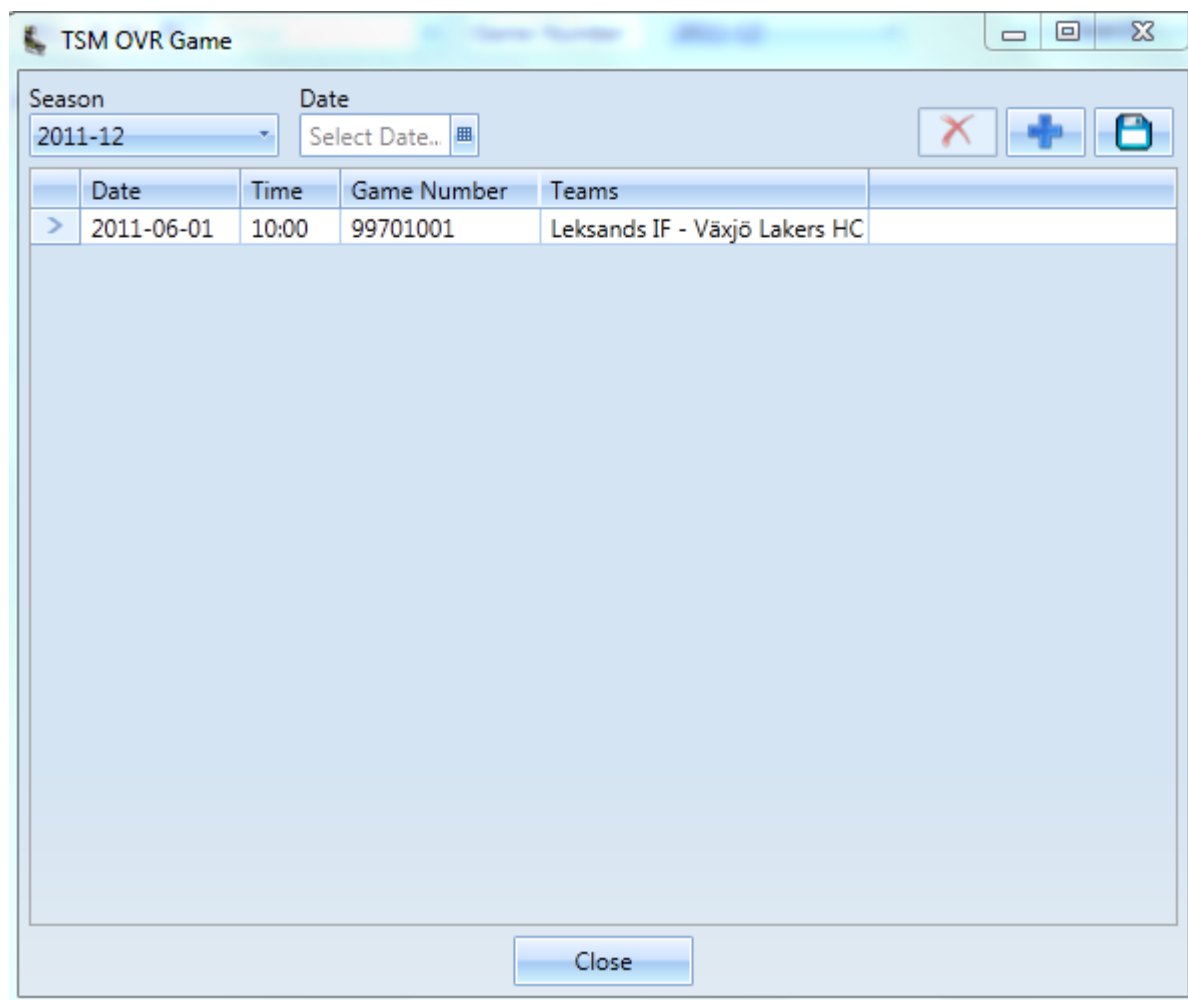 TSM OVR Game
Season Date
2011-12 Select Date...
Date Time Game Number Teams
> 2011-06-01 10:00 99701001 Leksands IF - Växjö Lakers HC
Close